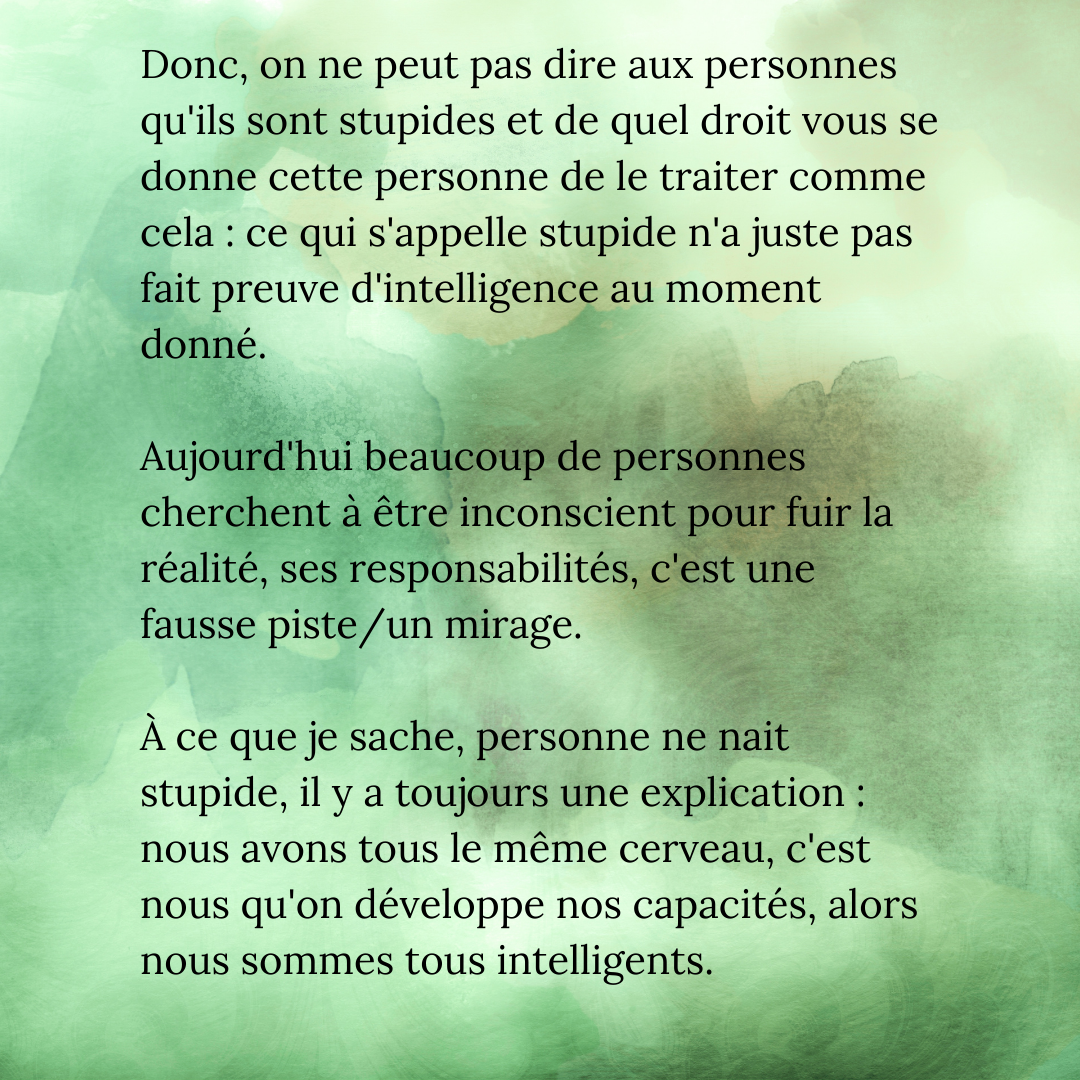 Donc, on ne peut pas dire aux personnes
qu'ils sont stupides et de quel droit vous se
donne cette personne de le traiter comme
cela : ce qui s'appelle stupide n'a juste pas
fait preuve d'intelligence au moment
donné.
Aujourd'hui beaucoup de personnes
cherchent à être inconscient pour fuir la
réalité, ses responsabilités, c'est une
fausse piste/un mirage.
À ce que je sache, personne ne nait
stupide, il y a toujours une explication :
nous avons tous le même cerveau, c'est
nous qu'on développe nos capacités, alors
nous sommes tous intelligents.